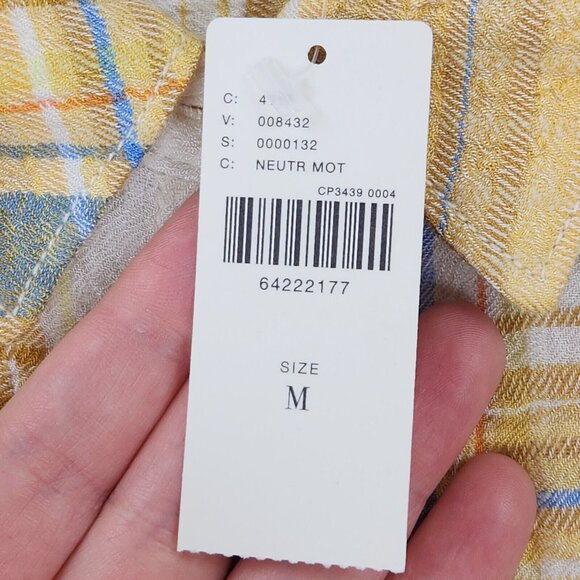 C: 4
V: 008432
S: 0000132
C: NEUTR MOT
CP3439 0004
64222177
SIZE
M